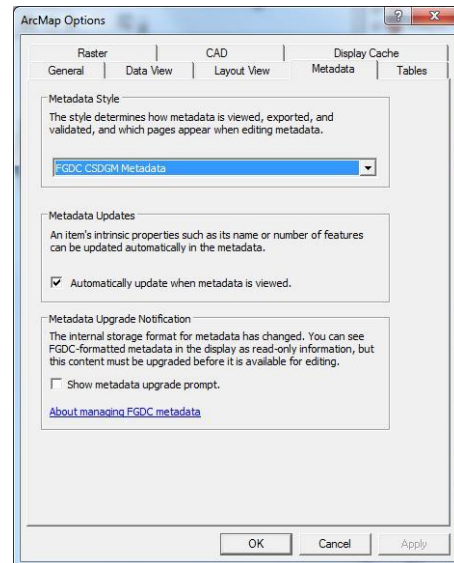 ArcMap Options
Raster CAD Display Cache
General Data View Layout View Metadata Tables
Metadata Style
The style determines how metadata is viewed, exported, and
validated, and which pages appear when editing metadata.
FGDC CSDGM Metadata
Metadata Updates
An item's intrinsic properties such as its name or number of features
can be updated automatically in the metadata.
Automatically update when metadata is viewed.
Metadata Upgrade Notification
The internal storage format for metadata has changed. You can see
FGDC-formatted metadata in the display as read-only information, but
this content must be upgraded before it is available for editing.
Show metadata upgrade prompt.
About managing FGDC metadata
OK Cancel Apply